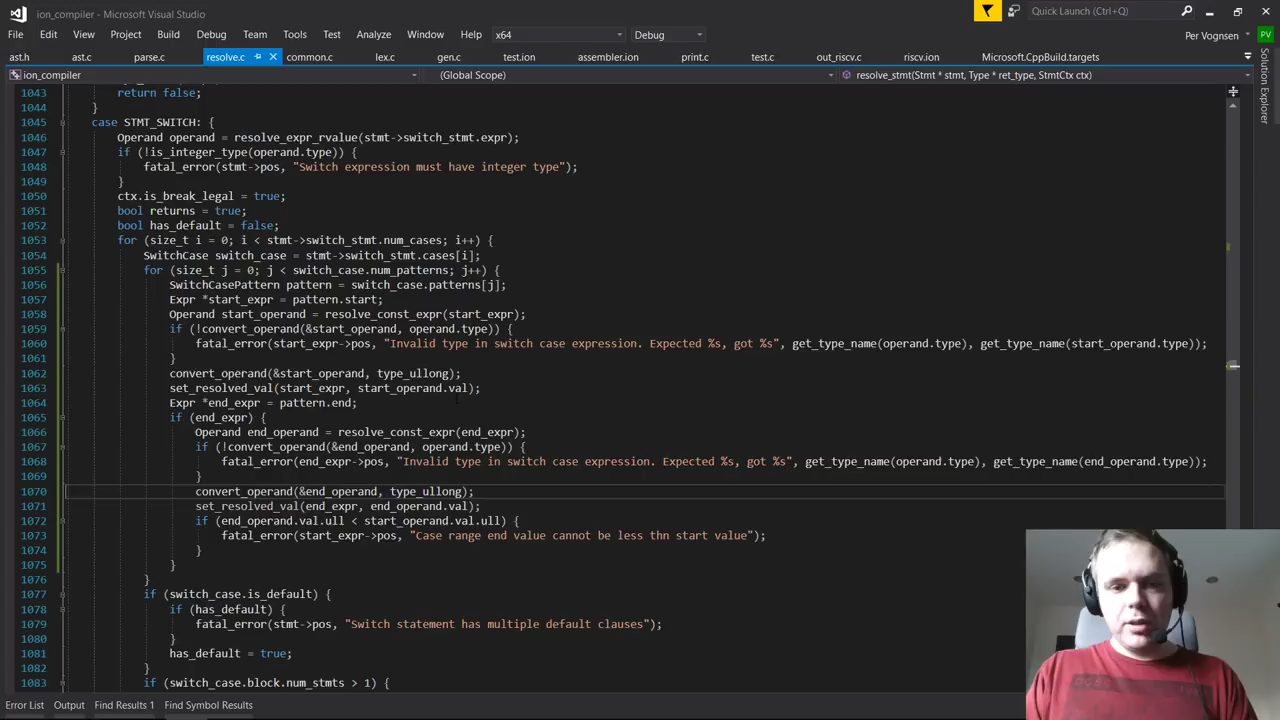 ion_compiler - Microsoft Visual Studio
Quick Launch (Ctrl+Q)
File Edit View Project Build Debug Team Tools Test Analyze Window Help x64 Debug
Per Vognsen PV
ast.h ast.c parse.c resolve.c common.c lex.c gen.c test.ion assembler.ion print.c test.c out_riscv.c riscv.ion Microsoft.CppBuild.targets
ion_compiler (Global Scope) resolve_stmt(Stmt * stmt, Type * ret_type, StmtCtx ctx)
Solution Explorer
1043 return false;
1044 }
1045 case STMT_SWITCH: {
1046 Operand operand = resolve_expr_rvalue(stmt->switch_stmt.expr);
1047 if (!is_integer_type(operand.type)) {
1048 fatal_error(stmt->pos, "Switch expression must have integer type");
1049 }
1050 ctx.is_break_legal = true;
1051 bool returns = true;
1052 bool has_default = false;
1053 for (size_t i = 0; i < stmt->switch_stmt.num_cases; i++) {
1054 SwitchCase switch_case = stmt->switch_stmt.cases[i];
1055 for (size_t j = 0; j < switch_case.num_patterns; j++) {
1056 SwitchCasePattern pattern = switch_case.patterns[j];
1057 Expr *start_expr = pattern.start;
1058 Operand start_operand = resolve_const_expr(start_expr);
1059 if (!convert_operand(&start_operand, operand.type)) {
1060 fatal_error(start_expr->pos, "Invalid type in switch case expression. Expected %s, got %s", get_type_name(operand.type), get_type_name(start_operand.type));
1061 }
1062 convert_operand(&start_operand, type_ullong);
1063 set_resolved_val(start_expr, start_operand.val);
1064 Expr *end_expr = pattern.end;
1065 if (end_expr) {
1066 Operand end_operand = resolve_const_expr(end_expr);
1067 if (!convert_operand(&end_operand, operand.type)) {
1068 fatal_error(end_expr->pos, "Invalid type in switch case expression. Expected %s, got %s", get_type_name(operand.type), get_type_name(end_operand.type));
1069 }
1070 convert_operand(&end_operand, type_ullong);
1071 set_resolved_val(end_expr, end_operand.val);
1072 if (end_operand.val.ull < start_operand.val.ull) {
1073 fatal_error(start_expr->pos, "Case range end value cannot be less thn start value");
1074 }
1075 }
1076 }
1077 if (switch_case.is_default) {
1078 if (has_default) {
1079 fatal_error(stmt->pos, "Switch statement has multiple default clauses");
1080 }
1081 has_default = true;
1082 }
1083 if (switch_case.block.num_stmts > 1) {
Error List Output Find Results 1 Find Symbol Results